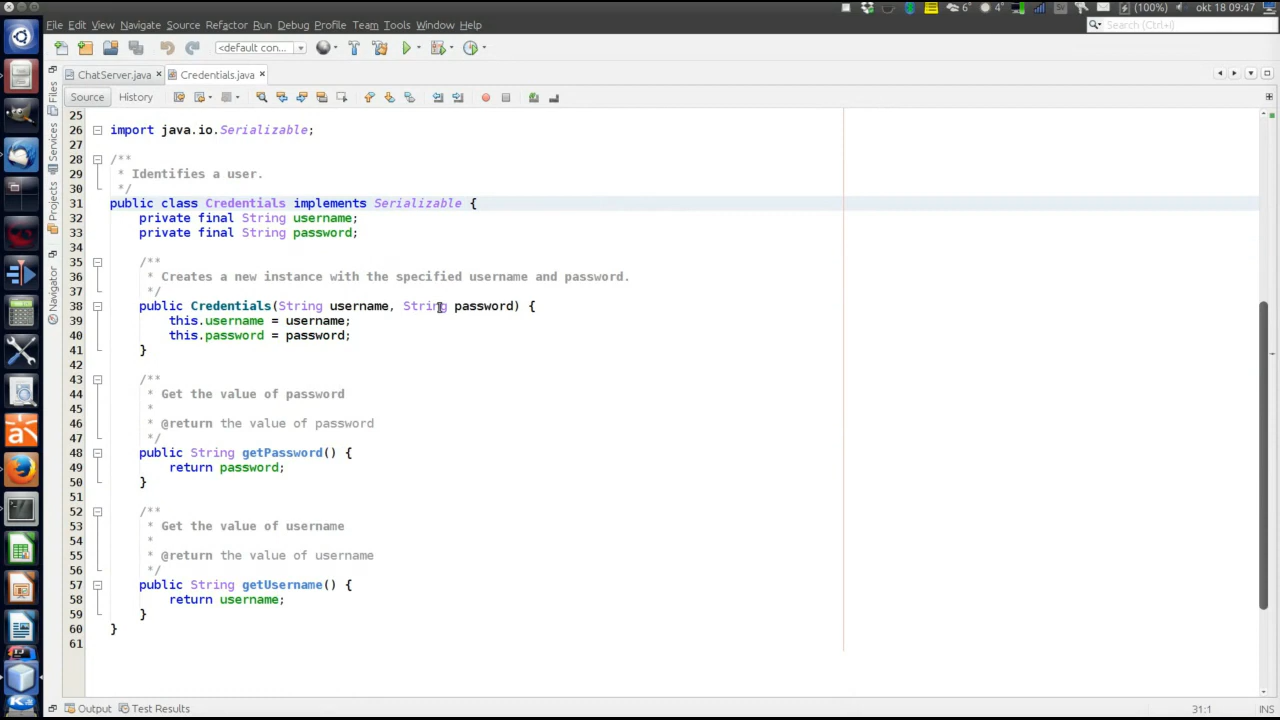 (100%) okt 18 09:47
File Edit View Navigate Source Refactor Run Debug Profile Team Tools Window Help
Search (Ctrl+I)
<default con...
ChatServer.java Credentials.java
Source History
Files
Services
Projects
Navigator
25
26 import java.io.Serializable;
27
28 /**
29 * Identifies a user.
30 */
31 public class Credentials implements Serializable {
32 private final String username;
33 private final String password;
34
35 /**
36 * Creates a new instance with the specified username and password.
37 */
38 public Credentials(String username, String password) {
39 this.username = username;
40 this.password = password;
41 }
42
43 /**
44 * Get the value of password
45 *
46 * @return the value of password
47 */
48 public String getPassword() {
49 return password;
50 }
51
52 /**
53 * Get the value of username
54 *
55 * @return the value of username
56 */
57 public String getUsername() {
58 return username;
59 }
60 }
61
Output Test Results
31:1 INS